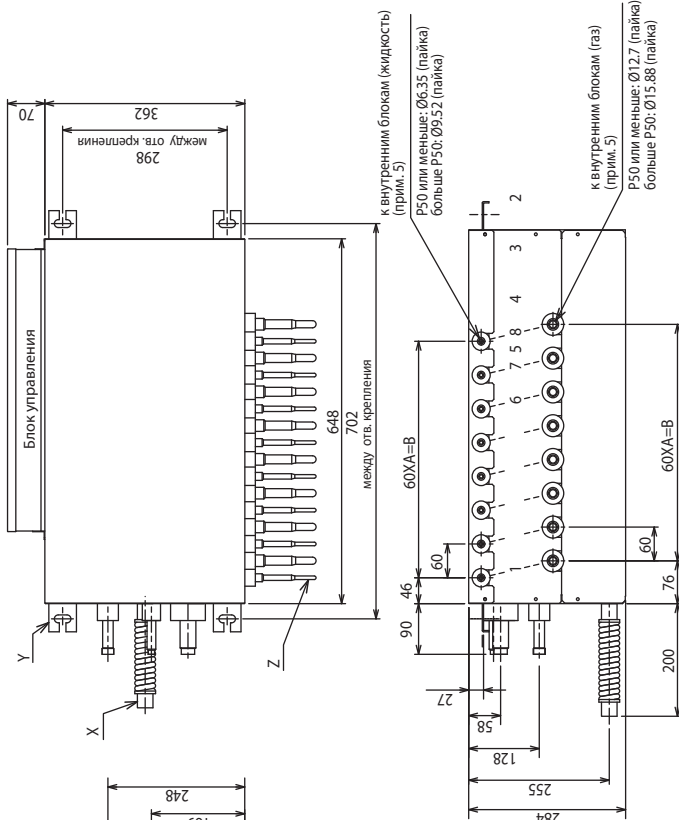 70
Блок управления
362
298
между отв. крепления
648
702
между отв. крепления
Y
X
Z
248
к внутренним блокам (жидкость)
(прим. 5)
P50 или меньше: Ø6.35 (пайка)
больше P50: Ø9.52 (пайка)
к внутренним блокам (газ)
(прим. 5)
P50 или меньше: Ø12.7 (пайка)
больше P50: Ø15.88 (пайка)
1
6
7
5
8
4
3
2
60XA=B
60
46
90
27
58
128
255
284
60XA=B
60
76
200